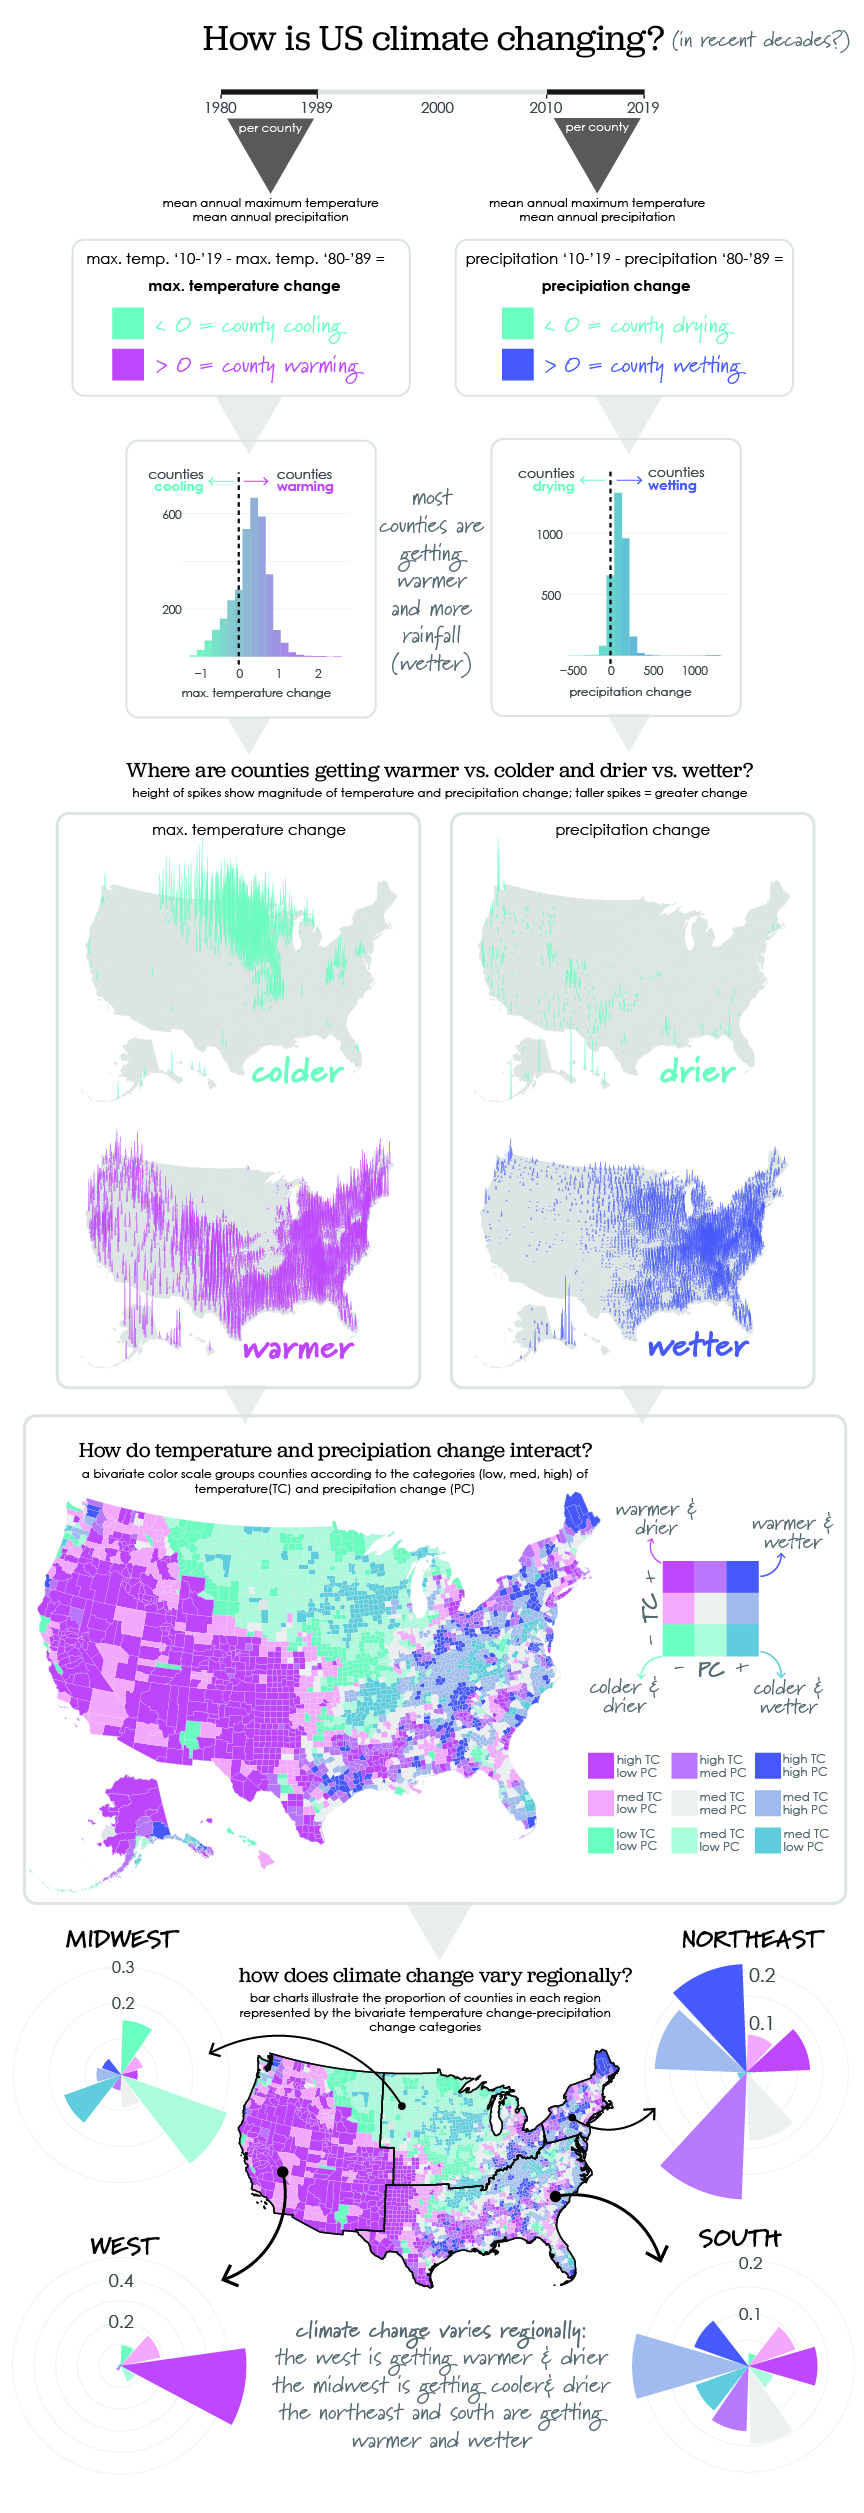 How is US climate changing? (in recent decades?)
1980 1989 2000 2010 2019
per county
per county
mean annual maximum temperature
mean annual precipitation
mean annual maximum temperature
mean annual precipitation
max. temp. ‘10-’19 - max. temp. ‘80-’89 =
max. temperature change
< 0 = county cooling
> 0 = county warming
precipitation ‘10-’19 - precipitation ‘80-’89 =
precipiation change
< 0 = county drying
> 0 = county wetting
counties
cooling
counties
warming
600
200
−1 0 1 2
max. temperature change
most
counties are
getting
warmer
and more
rainfall
(wetter)
counties
drying
counties
wetting
1000
500
−500 0 500 1000
precipitation change
Where are counties getting warmer vs. colder and drier vs. wetter?
height of spikes show magnitude of temperature and precipitation change; taller spikes = greater change
max. temperature change
colder
warmer
precipitation change
drier
wetter
How do temperature and precipiation change interact?
a bivariate color scale groups counties according to the categories (low, med, high) of
temperature(TC) and precipitation change (PC)
warmer &
drier
warmer &
wetter
- TC +
- PC +
colder &
drier
colder &
wetter
high TC
low PC
high TC
med PC
high TC
high PC
med TC
low PC
med TC
med PC
med TC
high PC
low TC
low PC
med TC
low PC
med TC
low PC
MIDWEST
0.3
0.2
how does climate change vary regionally?
bar charts illustrate the proportion of counties in each region
represented by the bivariate temperature change-precipitation
change categories
NORTHEAST
0.2
0.1
WEST
0.4
0.2
SOUTH
0.2
0.1
climate change varies regionally:
the west is getting warmer & drier
the midwest is getting cooler& drier
the northeast and south are getting
warmer and wetter